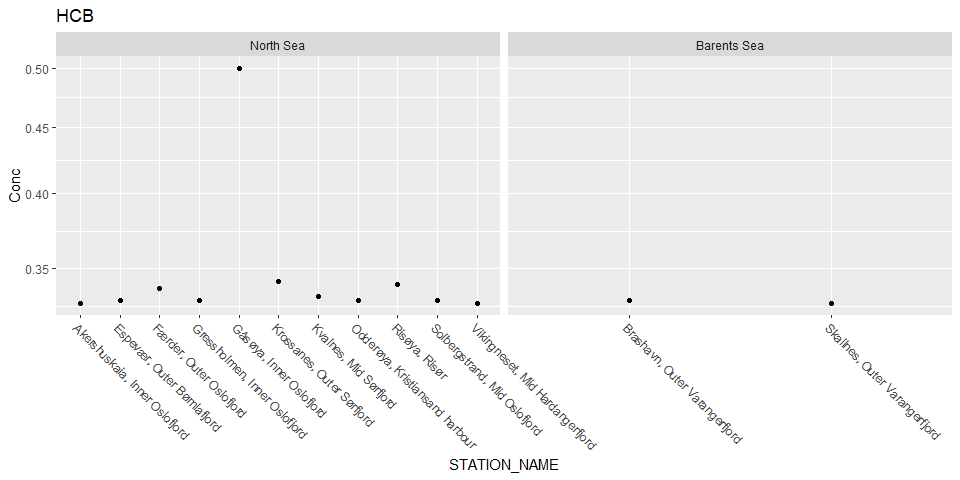 HCB
North Sea
Barents Sea
Conc
0.50
0.45
0.40
0.35
Akershuskaia, Inner Oslofjord
Espevær, Outer Bømlafjord
Færder, Outer Oslofjord
Gressholmen, Inner Oslofjord
Gåsøya, Inner Oslofjord
Krossanes, Outer Sørfjord
Kvalnes, Mid Sørfjord
Odderøya, Kristiansand harbour
Risøya, Risør
Solbergstrand, Mid Oslofjord
Vikingneset, Mid Hardangerfjord
Brashavn, Outer Varangerfjord
Skallnes, Outer Varangerfjord
STATION_NAME